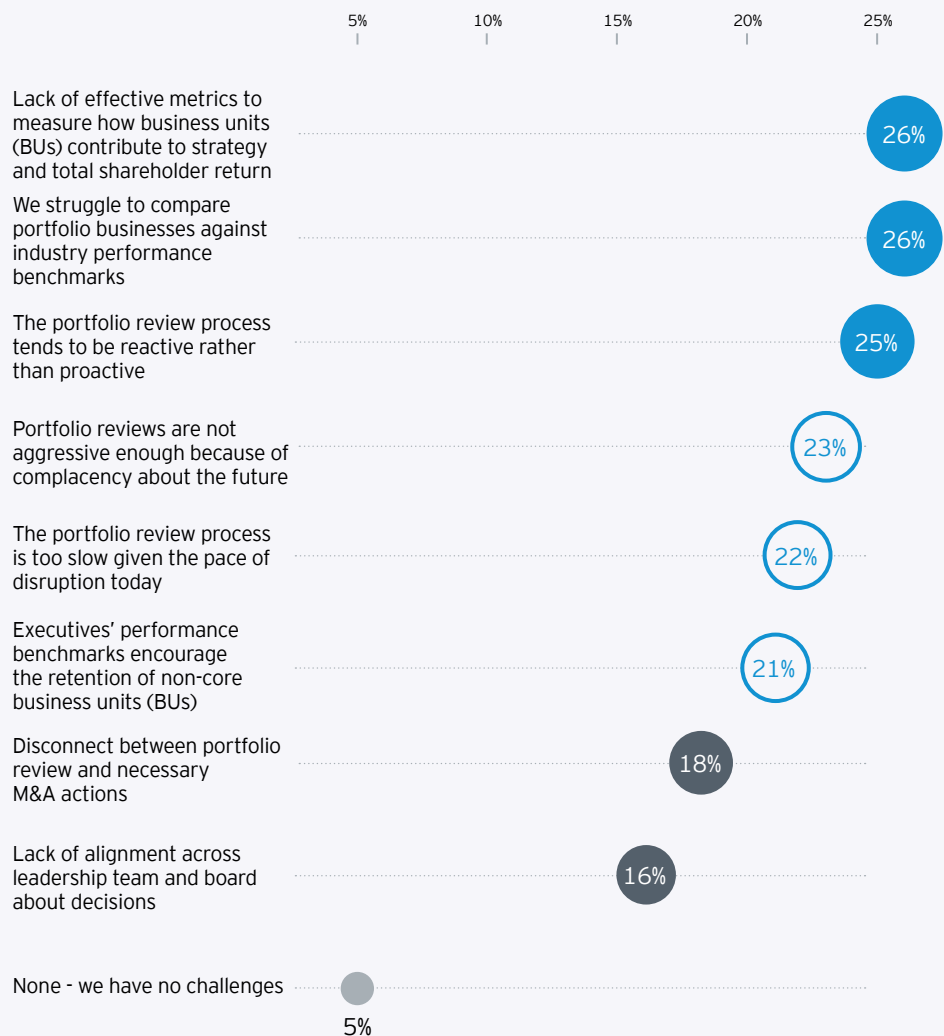 5%
10%
15%
20%
25%
Lack of effective metrics to
measure how business units
(BUs) contribute to strategy
and total shareholder return
26%
We struggle to compare
portfolio businesses against
industry performance
benchmarks
26%
The portfolio review process
tends to be reactive rather
than proactive
25%
Portfolio reviews are not
aggressive enough because of
complacency about the future
23%
The portfolio review process
is too slow given the pace of
disruption today
22%
Executives’ performance
benchmarks encourage
the retention of non-core
business units (BUs)
21%
Disconnect between portfolio
review and necessary
M&A actions
18%
Lack of alignment across
leadership team and board
about decisions
16%
None - we have no challenges
5%